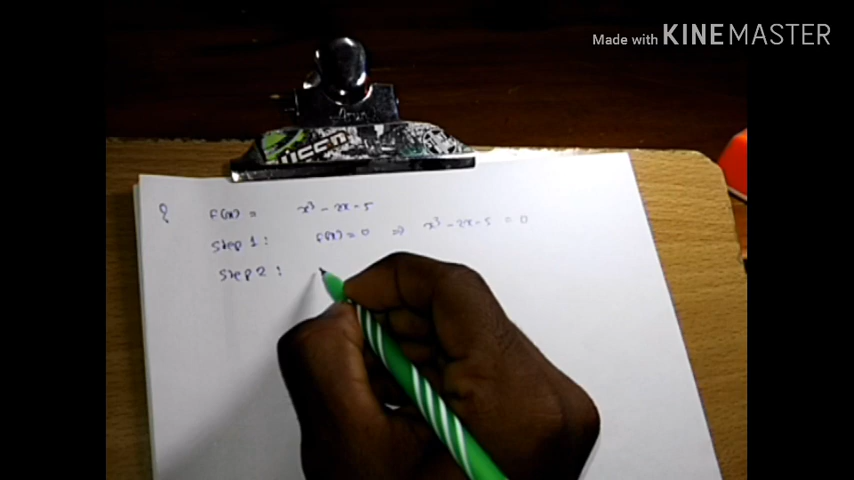 Made with KINEMASTER
Q F(x) = x³ - 2x - 5
Step 1: F(x) = 0 ⇒ x³ - 2x - 5 = 0
Step 2: